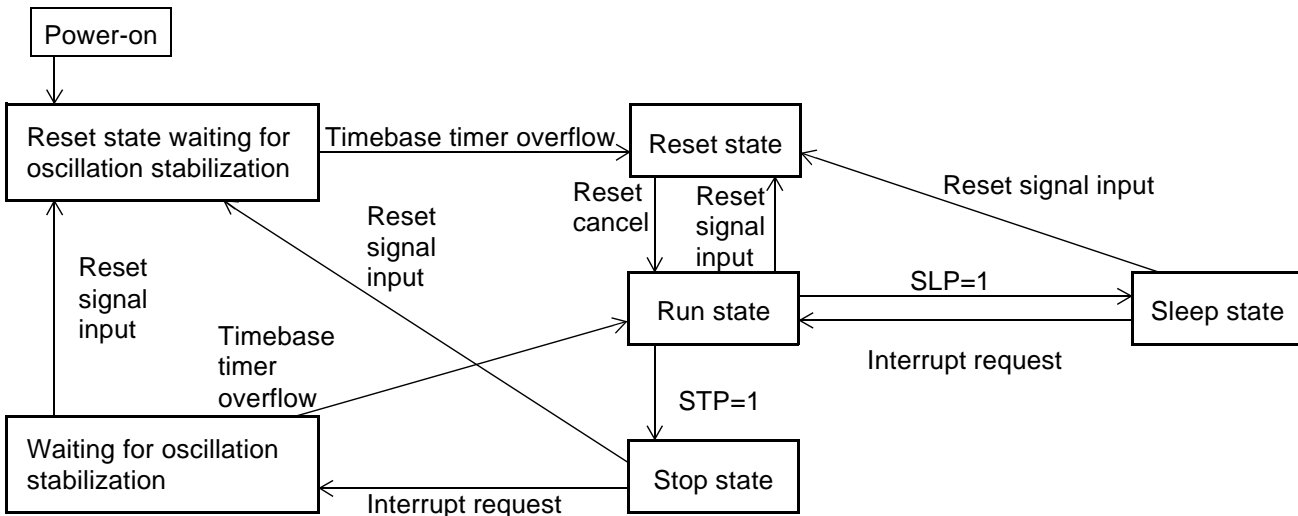 Power-on
Reset state waiting for
oscillation stabilization
Timebase timer overflow
Reset state
Reset signal input
Reset
cancel
Reset
signal
input
Reset
signal
input
Reset
signal
input
SLP=1
Run state
Sleep state
Interrupt request
Timebase
timer
overflow
STP=1
Waiting for oscillation
stabilization
Stop state
Interrupt request